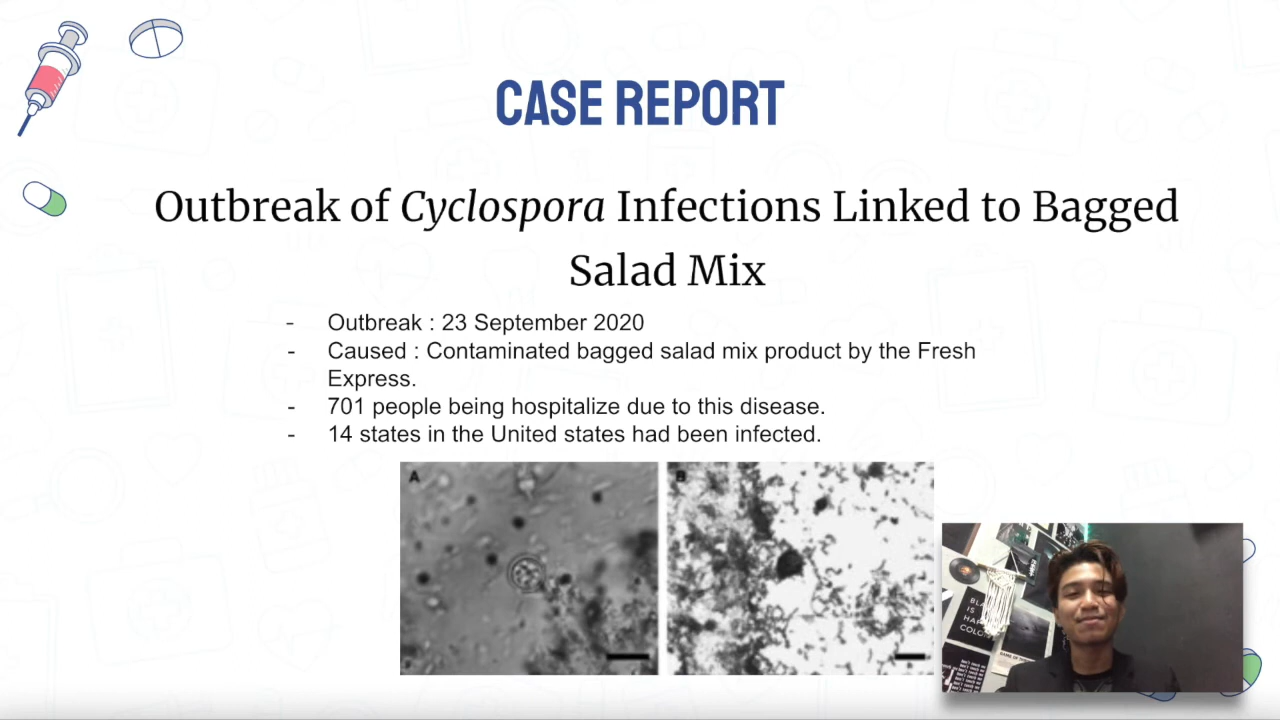 CASE REPORT
Outbreak of Cyclospora Infections Linked to Bagged
Salad Mix
- Outbreak : 23 September 2020
- Caused : Contaminated bagged salad mix product by the Fresh
Express.
- 701 people being hospitalize due to this disease.
- 14 states in the United states had been infected.
A
B
IS